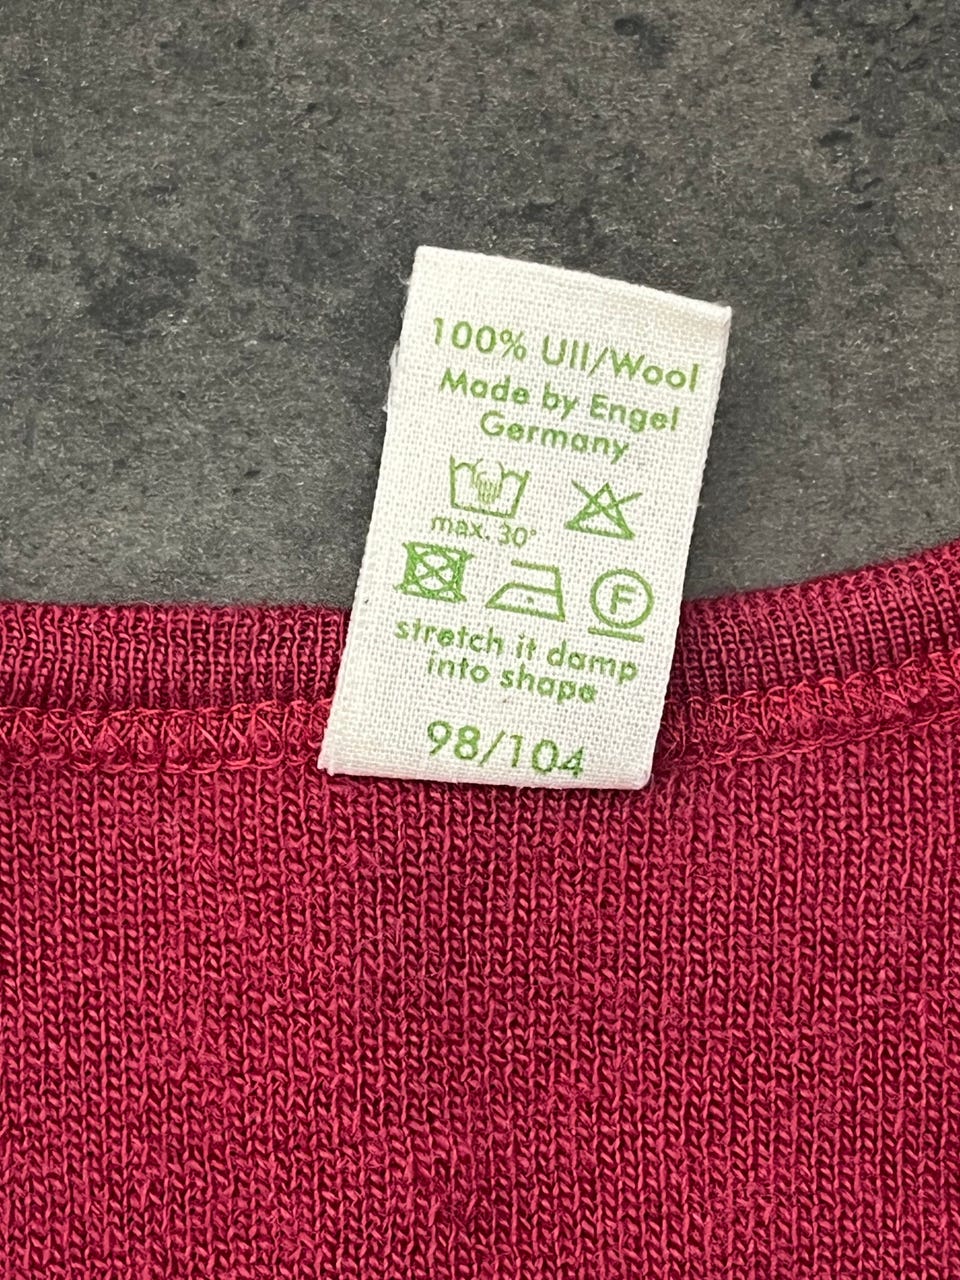 100% Ull/Wool
Made by Engel
Germany
max. 30°
F
stretch it damp
into shape
98/104